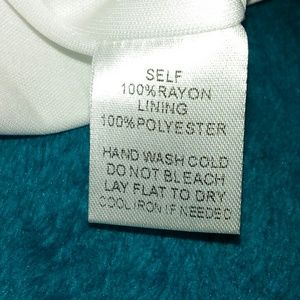 SELF
100%RAYON
LINING
100%POLYESTER
HAND WASH COLD
DO NOT BLEACH
LAY FLAT TO DRY
COOL IRON IF NEEDED